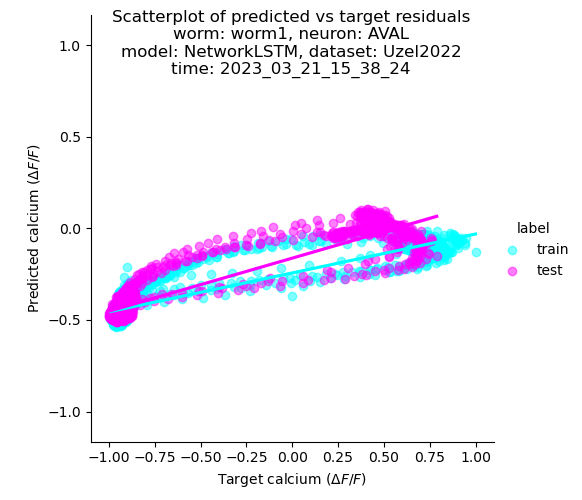 Scatterplot of predicted vs target residuals
worm: worm1, neuron: AVAL
model: NetworkLSTM, dataset: Uzel2022
time: 2023_03_21_15_38_24
1.0
0.5
0.0
−0.5
−1.0
Predicted calcium (ΔF/F)
label
train
test
−1.00 −0.75 −0.50 −0.25 0.00 0.25 0.50 0.75 1.00
Target calcium (ΔF/F)